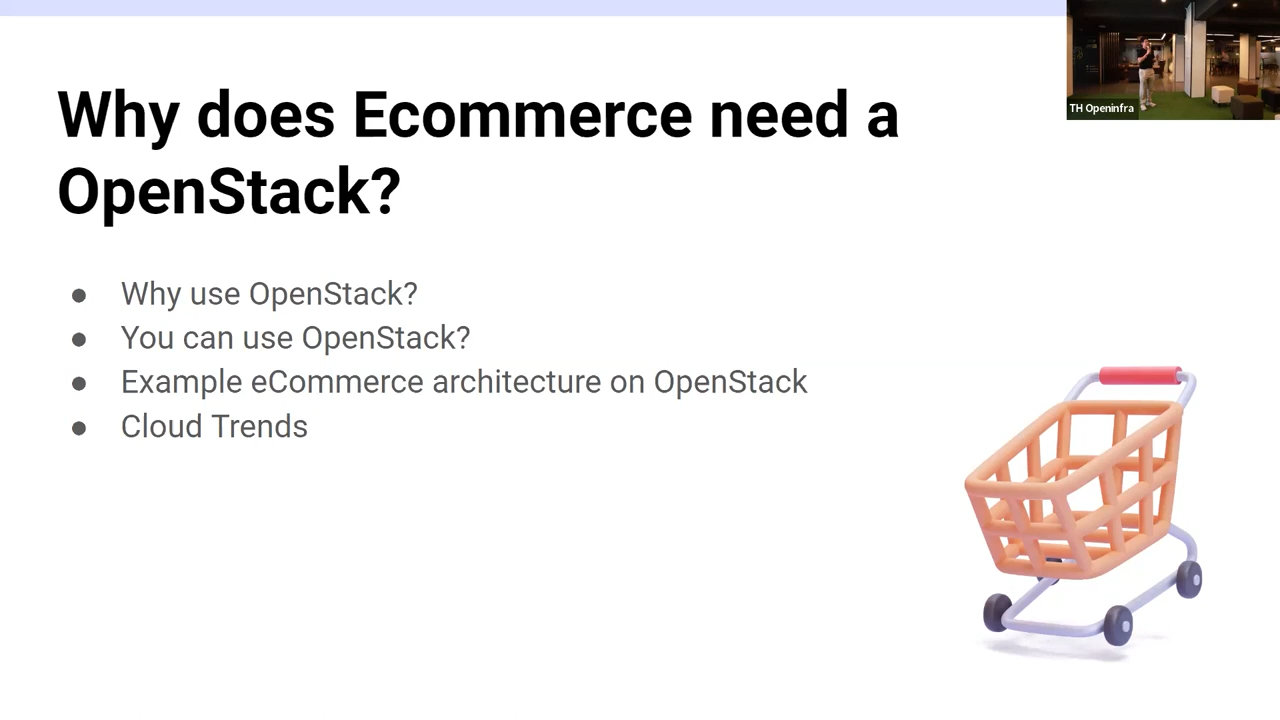 Why does Ecommerce need a
OpenStack?
● Why use OpenStack?
● You can use OpenStack?
● Example eCommerce architecture on OpenStack
● Cloud Trends
TH Openinfra